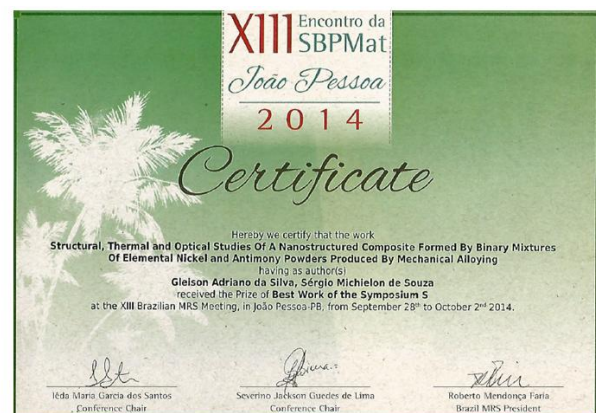 XIII Encontro da
SBPMat
João Pessoa
2014
Certificate
Hereby we certify that the work
Structural, Thermal and Optical Studies Of A Nanostructured Composite Formed By Binary Mixtures
Of Elemental Nickel and Antimony Powders Produced By Mechanical Alloying
having as author(s)
Gleison Adriano da Silva, Sérgio Michielon de Souza
received the Prize of Best Work of the Symposium S
at the XIII Brazilian MRS Meeting, in João Pessoa-PB, from September 28th to October 2nd 2014.
Iêda Maria Garcia dos Santos
Conference Chair
Severino Jackson Guedes de Lima
Conference Chair
Roberto Mendonça Faria
Brazil MRS President